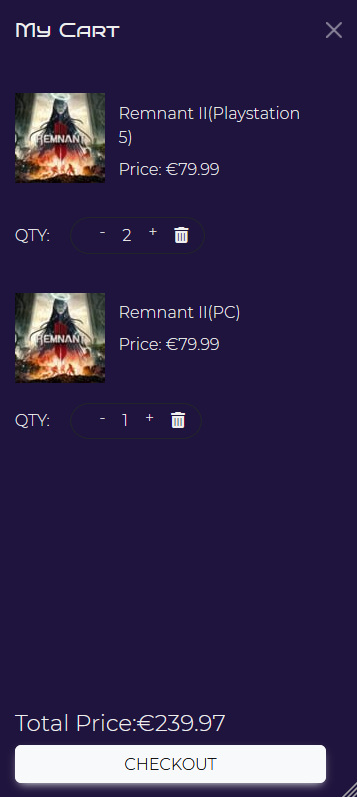 My Cart
REMNANT
Remnant II(Playstation
5)
Price: €79.99
QTY:
- 2 +
REMNANT
Remnant II(PC)
Price: €79.99
QTY:
- 1 +
Total Price:€239.97
CHECKOUT